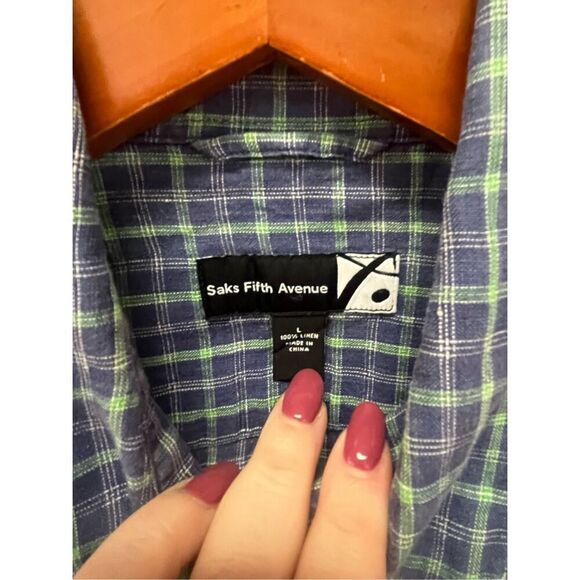 Saks Fifth Avenue
L
100% LINEN
MADE IN
CHINA